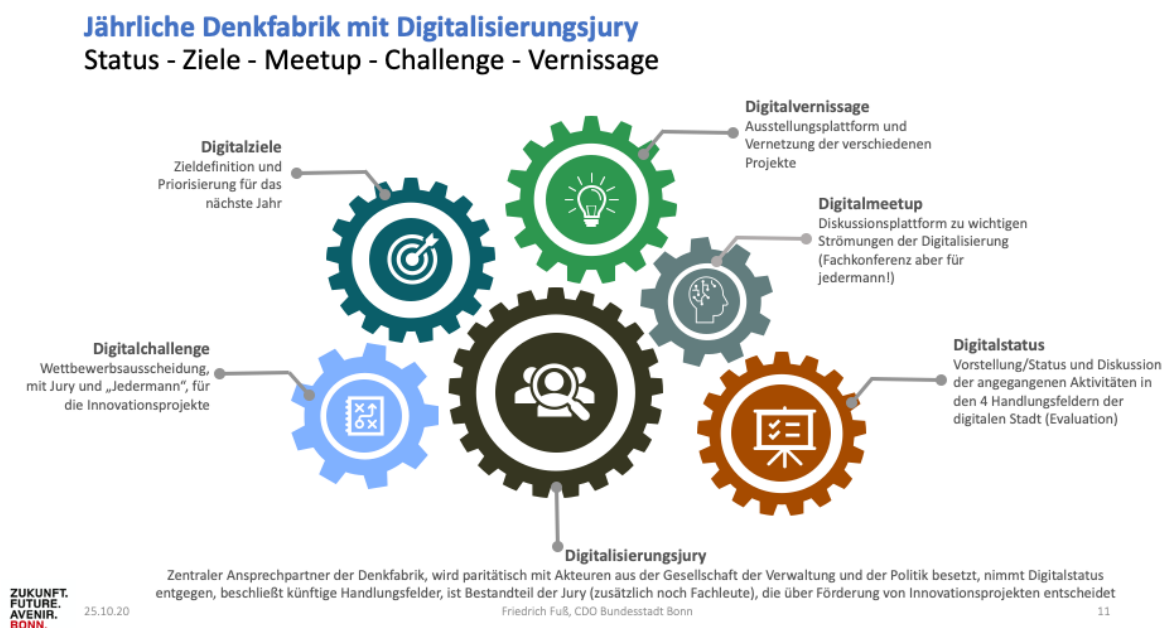 Jährliche Denkfabrik mit Digitalisierungsjury
Status - Ziele - Meetup - Challenge - Vernissage
Digitalvernissage
Ausstellungsplattform und
Vernetzung der verschiedenen
Projekte
Digitalziele
Zieldefinition und
Priorisierung für das
nächste Jahr
Digitalmeetup
Diskussionsplattform zu wichtigen
Strömungen der Digitalisierung
(Fachkonferenz aber für
jedermann!)
Digitalchallenge
Wettbewerbsausscheidung,
mit Jury und „Jedermann“, für
die Innovationsprojekte
Digitalstatus
Vorstellung/Status und Diskussion
der angegangenen Aktivitäten in
den 4 Handlungsfeldern der
digitalen Stadt (Evaluation)
Digitalisierungsjury
Zentraler Ansprechpartner der Denkfabrik, wird paritätisch mit Akteuren aus der Gesellschaft der Verwaltung und der Politik besetzt, nimmt Digitalstatus
entgegen, beschließt künftige Handlungsfelder, ist Bestandteil der Jury (zusätzlich noch Fachleute), die über Förderung von Innovationsprojekten entscheidet
ZUKUNFT.
FUTURE.
AVENIR.
BONN.
25.10.20
Friedrich Fuß, CDO Bundesstadt Bonn
11